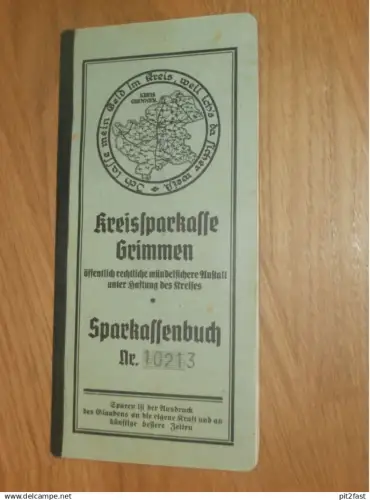 Ich lasse mein Geld im Kreis, weil ich's da sicher weiß
KREIS
GRIMMEN
Kreissparkasse
Grimmen
öffentlich rechtliche mündelsichere Anstalt
unter Haftung des Kreises
Sparkassenbuch
Nr. 10213
Sparen ist der Ausdruck
des Glaubens an die eigene Kraft und an
künftige bessere Zeiten
© delcampe.net
pit2fast